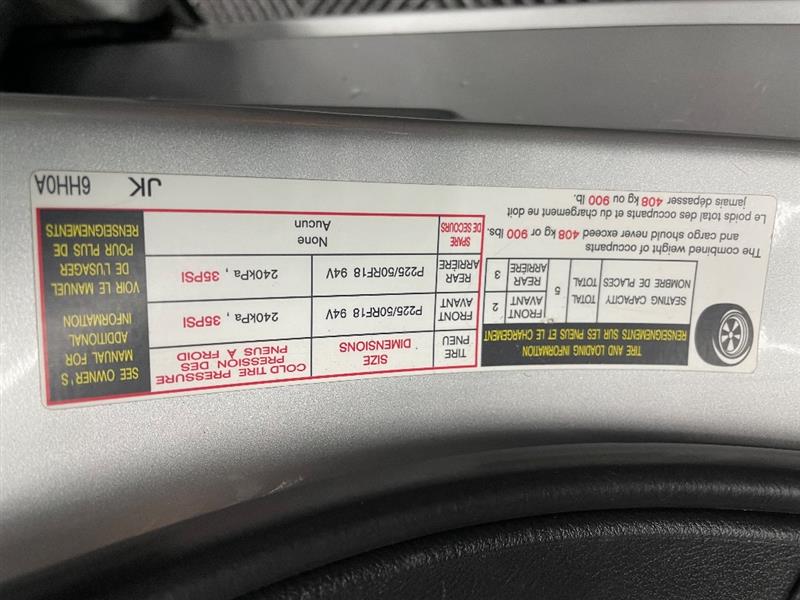 TIRE AND LOADING INFORMATION
RENSEIGNEMENTS SUR LES PNEUS ET LE CHARGEMENT
SEATING CAPACITY TOTAL 5 FRONT AVANT 2
NOMBRE DE PLACES TOTAL REAR ARRIÈRE 3
The combined weight of occupants
and cargo should never exceed 408 kg or 900 lbs.
Le poids total des occupants et du chargement ne doit
jamais dépasser 408 kg ou 900 lb.
TIRE SIZE COLD TIRE PRESSURE
PNEU DIMENSIONS PRESSION DES
PNEUS À FROID
FRONT
AVANT P225/50RF18 94V 240kPa , 35PSI
REAR
ARRIÈRE P225/50RF18 94V 240kPa , 35PSI
SPARE None
DE SECOURS Aucun
SEE OWNER'S
MANUAL FOR
ADDITIONAL
INFORMATION
VOIR LE MANUEL
DE L'USAGER
POUR PLUS DE
RENSEIGNEMENTS
JK 6HH0A